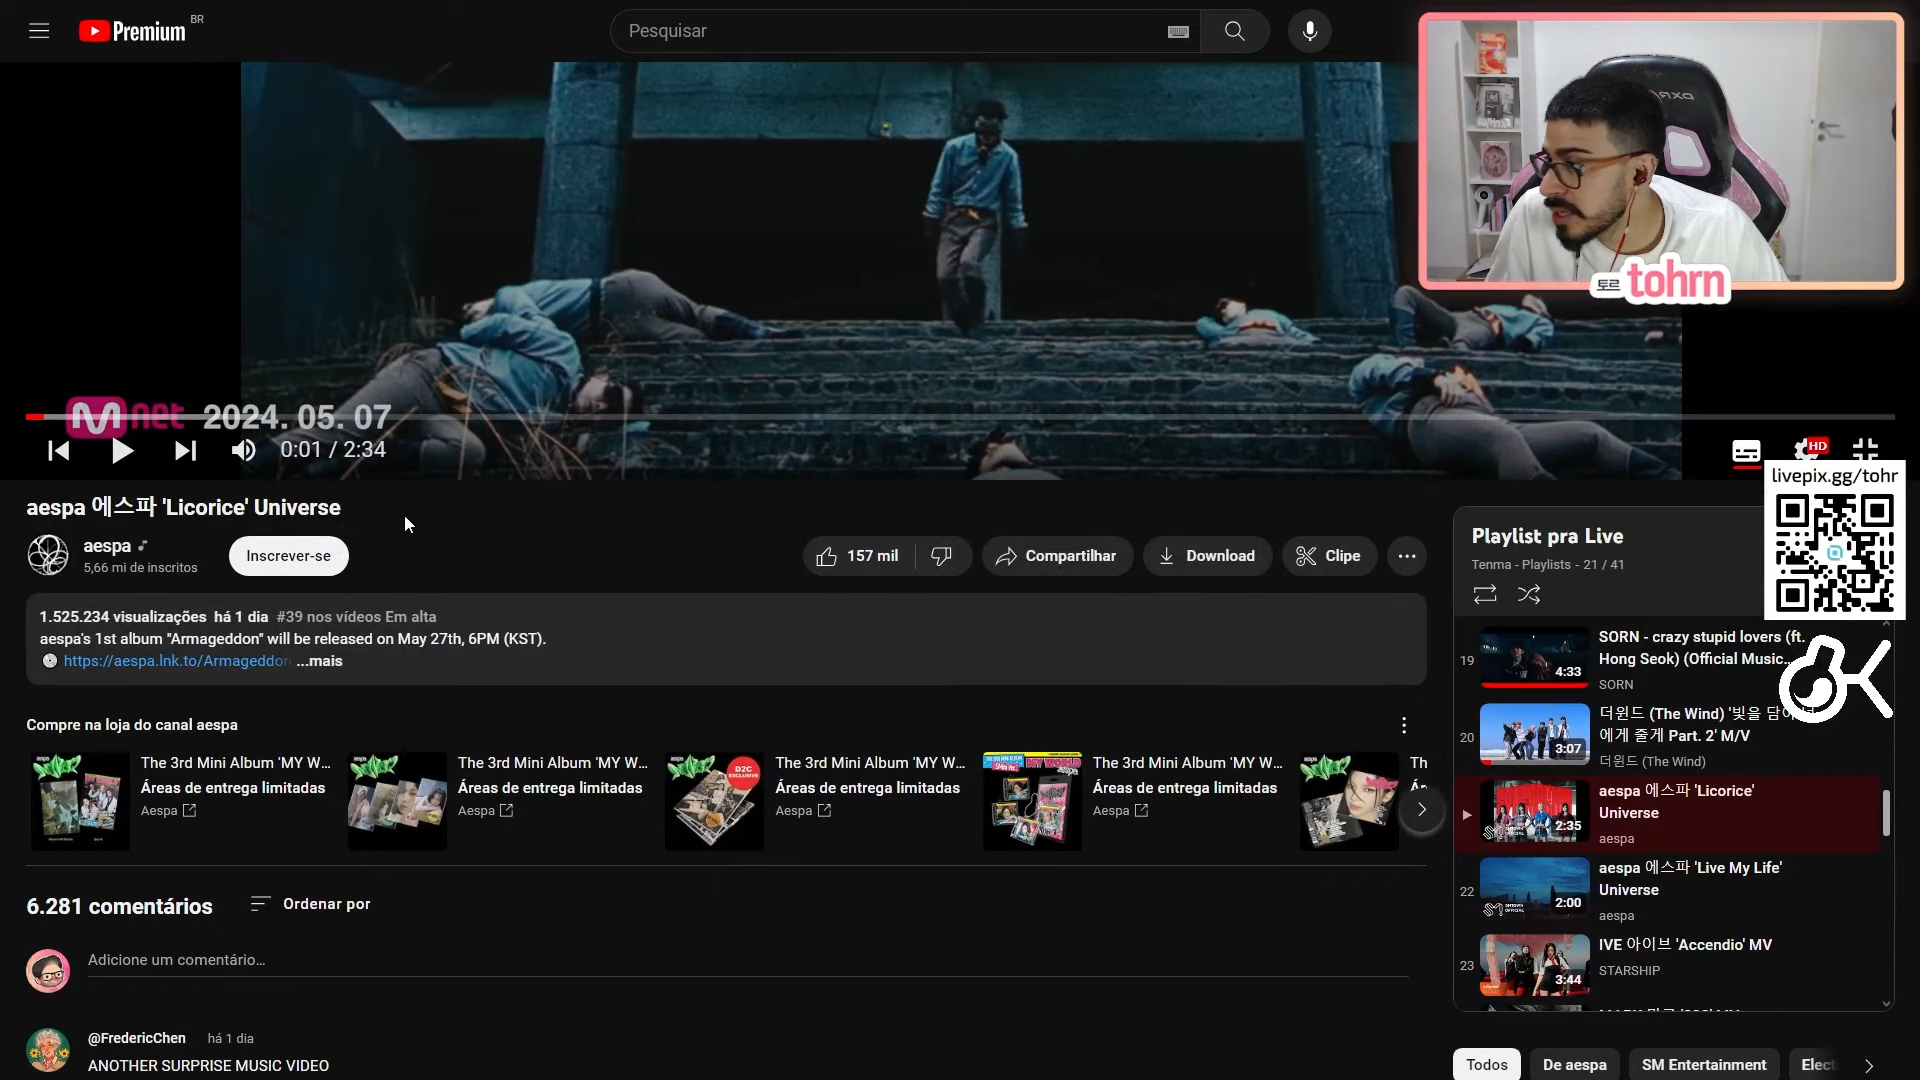 Premium
BR
Pesquisar
DXRacer
토르 tohrn
Mnet 2024. 05. 07
0:01 / 2:34
HD
livepix.gg/tohr
aespa 에스파 'Licorice' Universe
aespa
5,66 mi de inscritos
Inscrever-se
157 mil
Compartilhar
Download
Clipe
1.525.234 visualizações há 1 dia #39 nos vídeos Em alta
aespa's 1st album "Armageddon" will be released on May 27th, 6PM (KST).
https://aespa.lnk.to/Armageddon ...mais
Compre na loja do canal aespa
The 3rd Mini Album 'MY W...
Áreas de entrega limitadas
Aespa
The 3rd Mini Album 'MY W...
Áreas de entrega limitadas
Aespa
D2C
EXCLUSIVE
The 3rd Mini Album 'MY W...
Áreas de entrega limitadas
Aespa
MY WORLD
aespa
The 3rd Mini Album 'MY W...
Áreas de entrega limitadas
Aespa
Th
6.281 comentários
Ordenar por
Adicione um comentário...
@FredericChen há 1 dia
ANOTHER SURPRISE MUSIC VIDEO
Playlist pra Live
Tenma - Playlists - 21 / 41
19
4:33
SORN - crazy stupid lovers (ft.
Hong Seok) (Official Music...
SORN
20
3:07
더윈드 (The Wind) '빛을 담아
에게 줄게 Part. 2' M/V
더윈드 (The Wind)
2:35
aespa 에스파 'Licorice'
Universe
aespa
22
2:00
aespa 에스파 'Live My Life'
Universe
aespa
23
3:44
IVE 아이브 'Accendio' MV
STARSHIP
Todos
De aespa
SM Entertainment
Elec